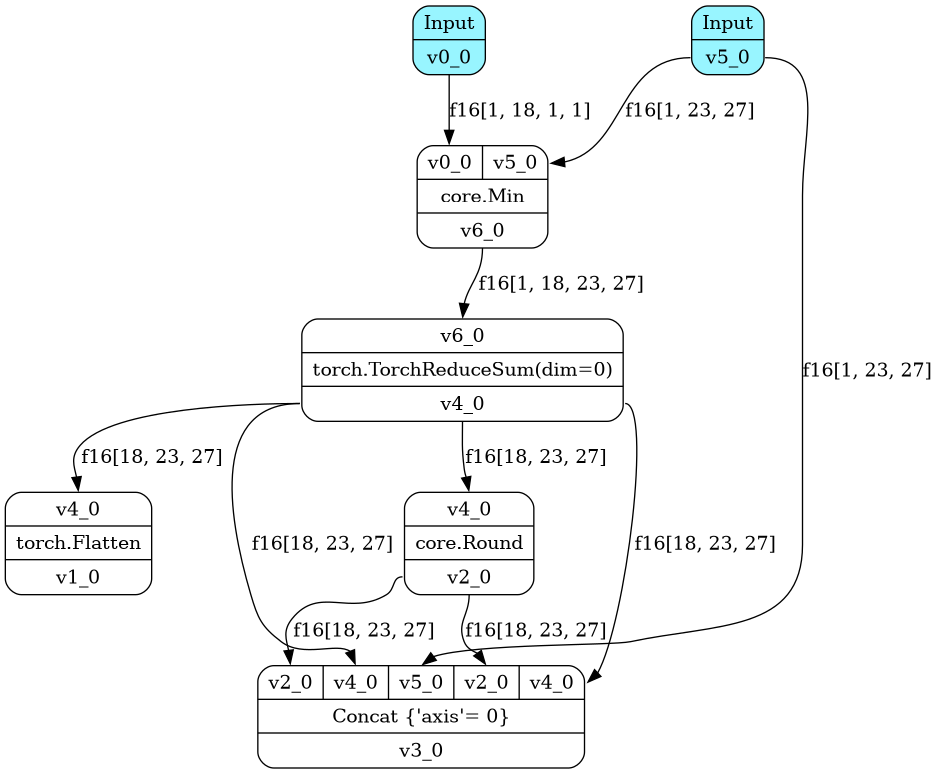 Input
v0_0
Input
v5_0
f16[1, 18, 1, 1]
f16[1, 23, 27]
v0_0 v5_0
core.Min
v6_0
f16[1, 18, 23, 27]
v6_0
torch.TorchReduceSum(dim=0)
v4_0
f16[1, 23, 27]
f16[18, 23, 27]
f16[18, 23, 27]
v4_0
torch.Flatten
v1_0
v4_0
core.Round
v2_0
f16[18, 23, 27]
f16[18, 23, 27]
f16[18, 23, 27]
f16[18, 23, 27]
v2_0 v4_0 v5_0 v2_0 v4_0
Concat {'axis'= 0}
v3_0